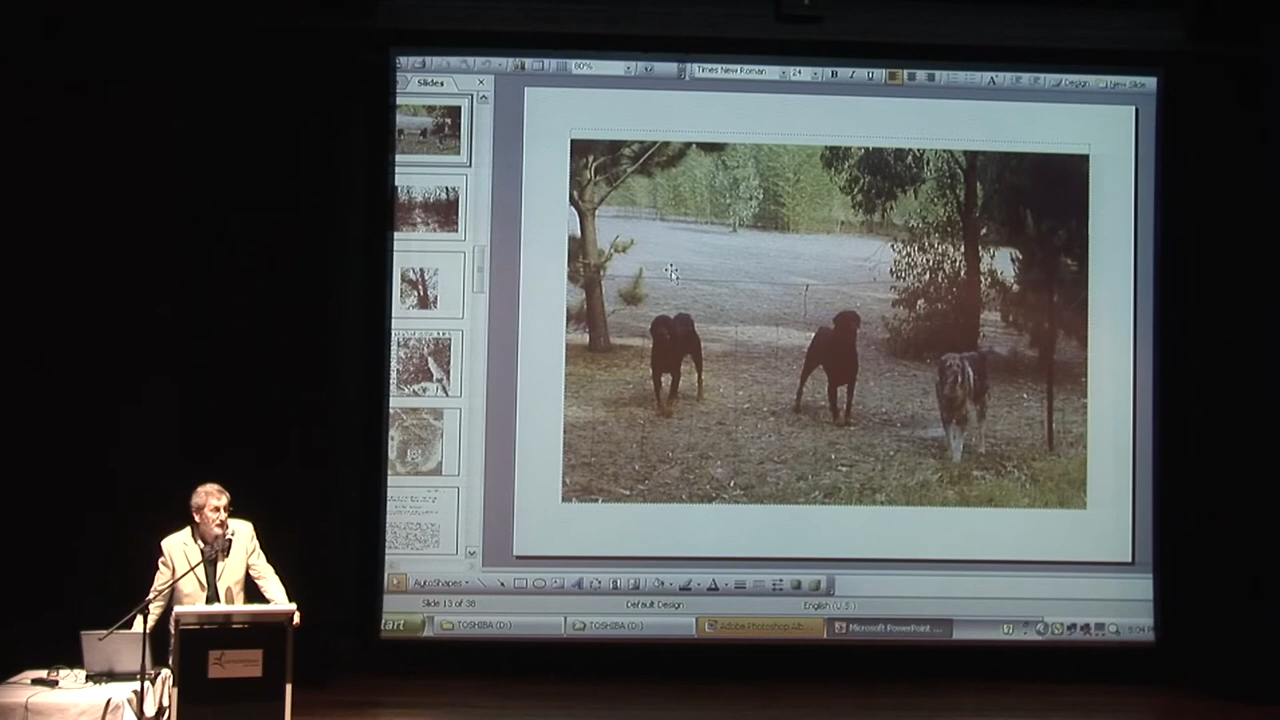 80%
Times New Roman
24
B I U
Design
New Slide
Slides
AutoShapes
Slide 13 of 38
Default Design
English (U.S.)
start
TOSHIBA (D:)
TOSHIBA (D:)
Adobe Photoshop Alb...
Microsoft PowerPoint ...